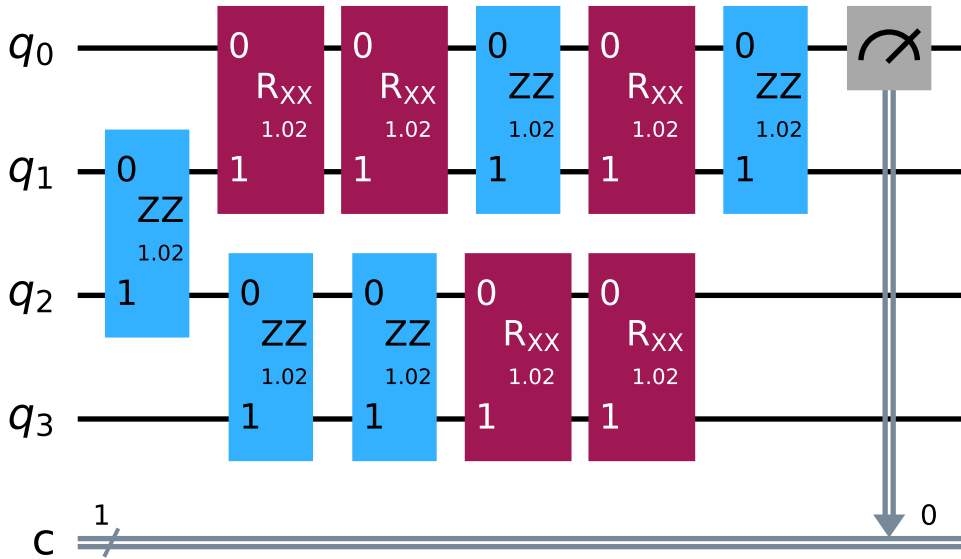 q0 0 0 0 0 0
RXX RXX ZZ RXX ZZ
1.02 1.02 1.02 1.02 1.02
q1 0 1 1 1 1 1
ZZ
1.02
q2 1 0 0 0 0
ZZ ZZ RXX RXX
1.02 1.02 1.02 1.02
q3 1 1 1 1
1 0
c